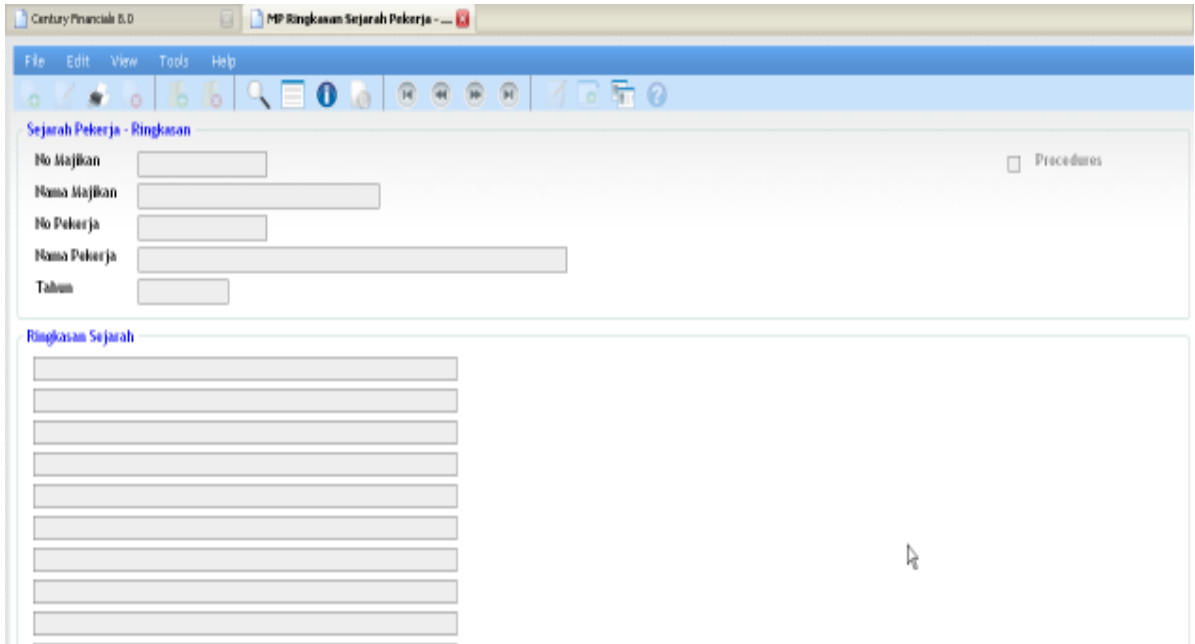 Century Financials 8.0
MP Ringkasan Sejarah Pekerja - ...
File Edit View Tools Help
Sejarah Pekerja - Ringkasan
No Majikan
Procedures
Nama Majikan
No Pekerja
Nama Pekerja
Tahun
Ringkasan Sejarah